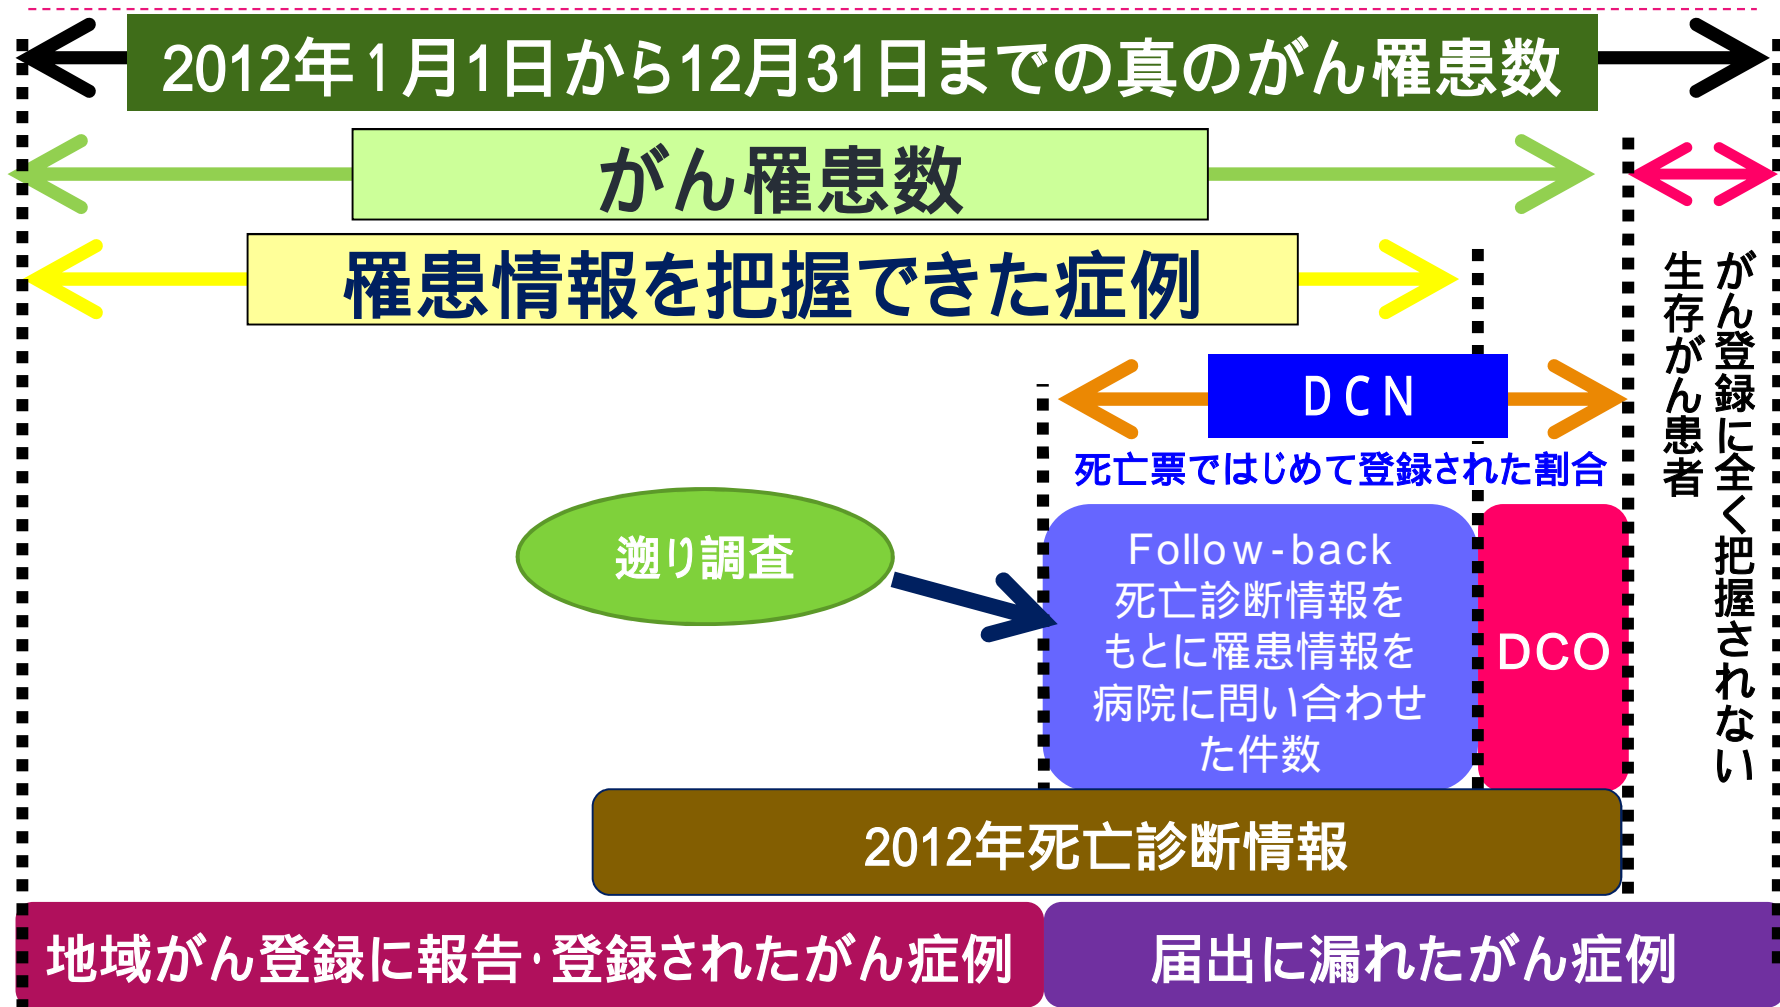 2012年1月1日から12月31日までの真のがん罹患数
がん罹患数
罹患情報を把握できた症例
がん登録に全く把握されない
生存がん患者
DCN
死亡票ではじめて登録された割合
遡り調査
Follow-back
死亡診断情報を
もとに罹患情報を
病院に問い合わせ
た件数
DCO
2012年死亡診断情報
地域がん登録に報告・登録されたがん症例
届出に漏れたがん症例